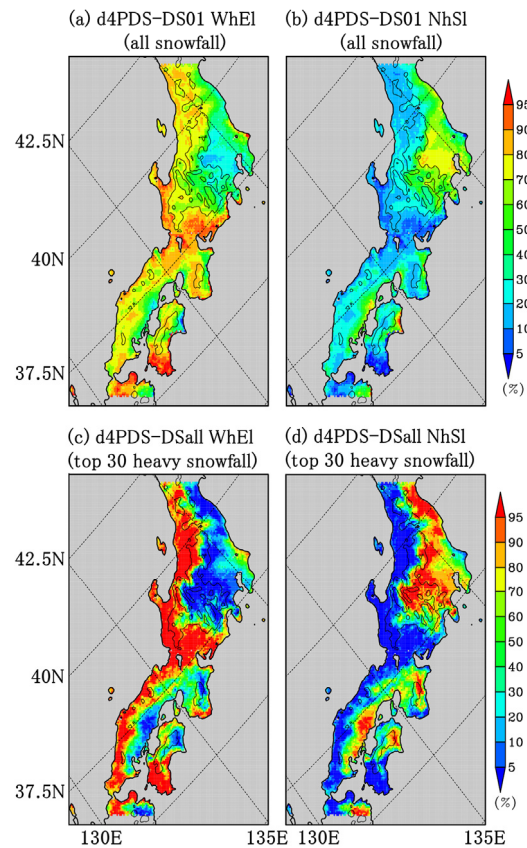 (a) d4PDS-DS01 WhEl
(all snowfall)
(b) d4PDS-DS01 NhSl
(all snowfall)
42.5N
40N
37.5N
95
90
80
70
60
50
40
30
20
10
5
(%)
(c) d4PDS-DSall WhEl
(top 30 heavy snowfall)
(d) d4PDS-DSall NhSl
(top 30 heavy snowfall)
42.5N
40N
37.5N
95
90
80
70
60
50
40
30
20
10
5
(%)
130E
135E
130E
135E